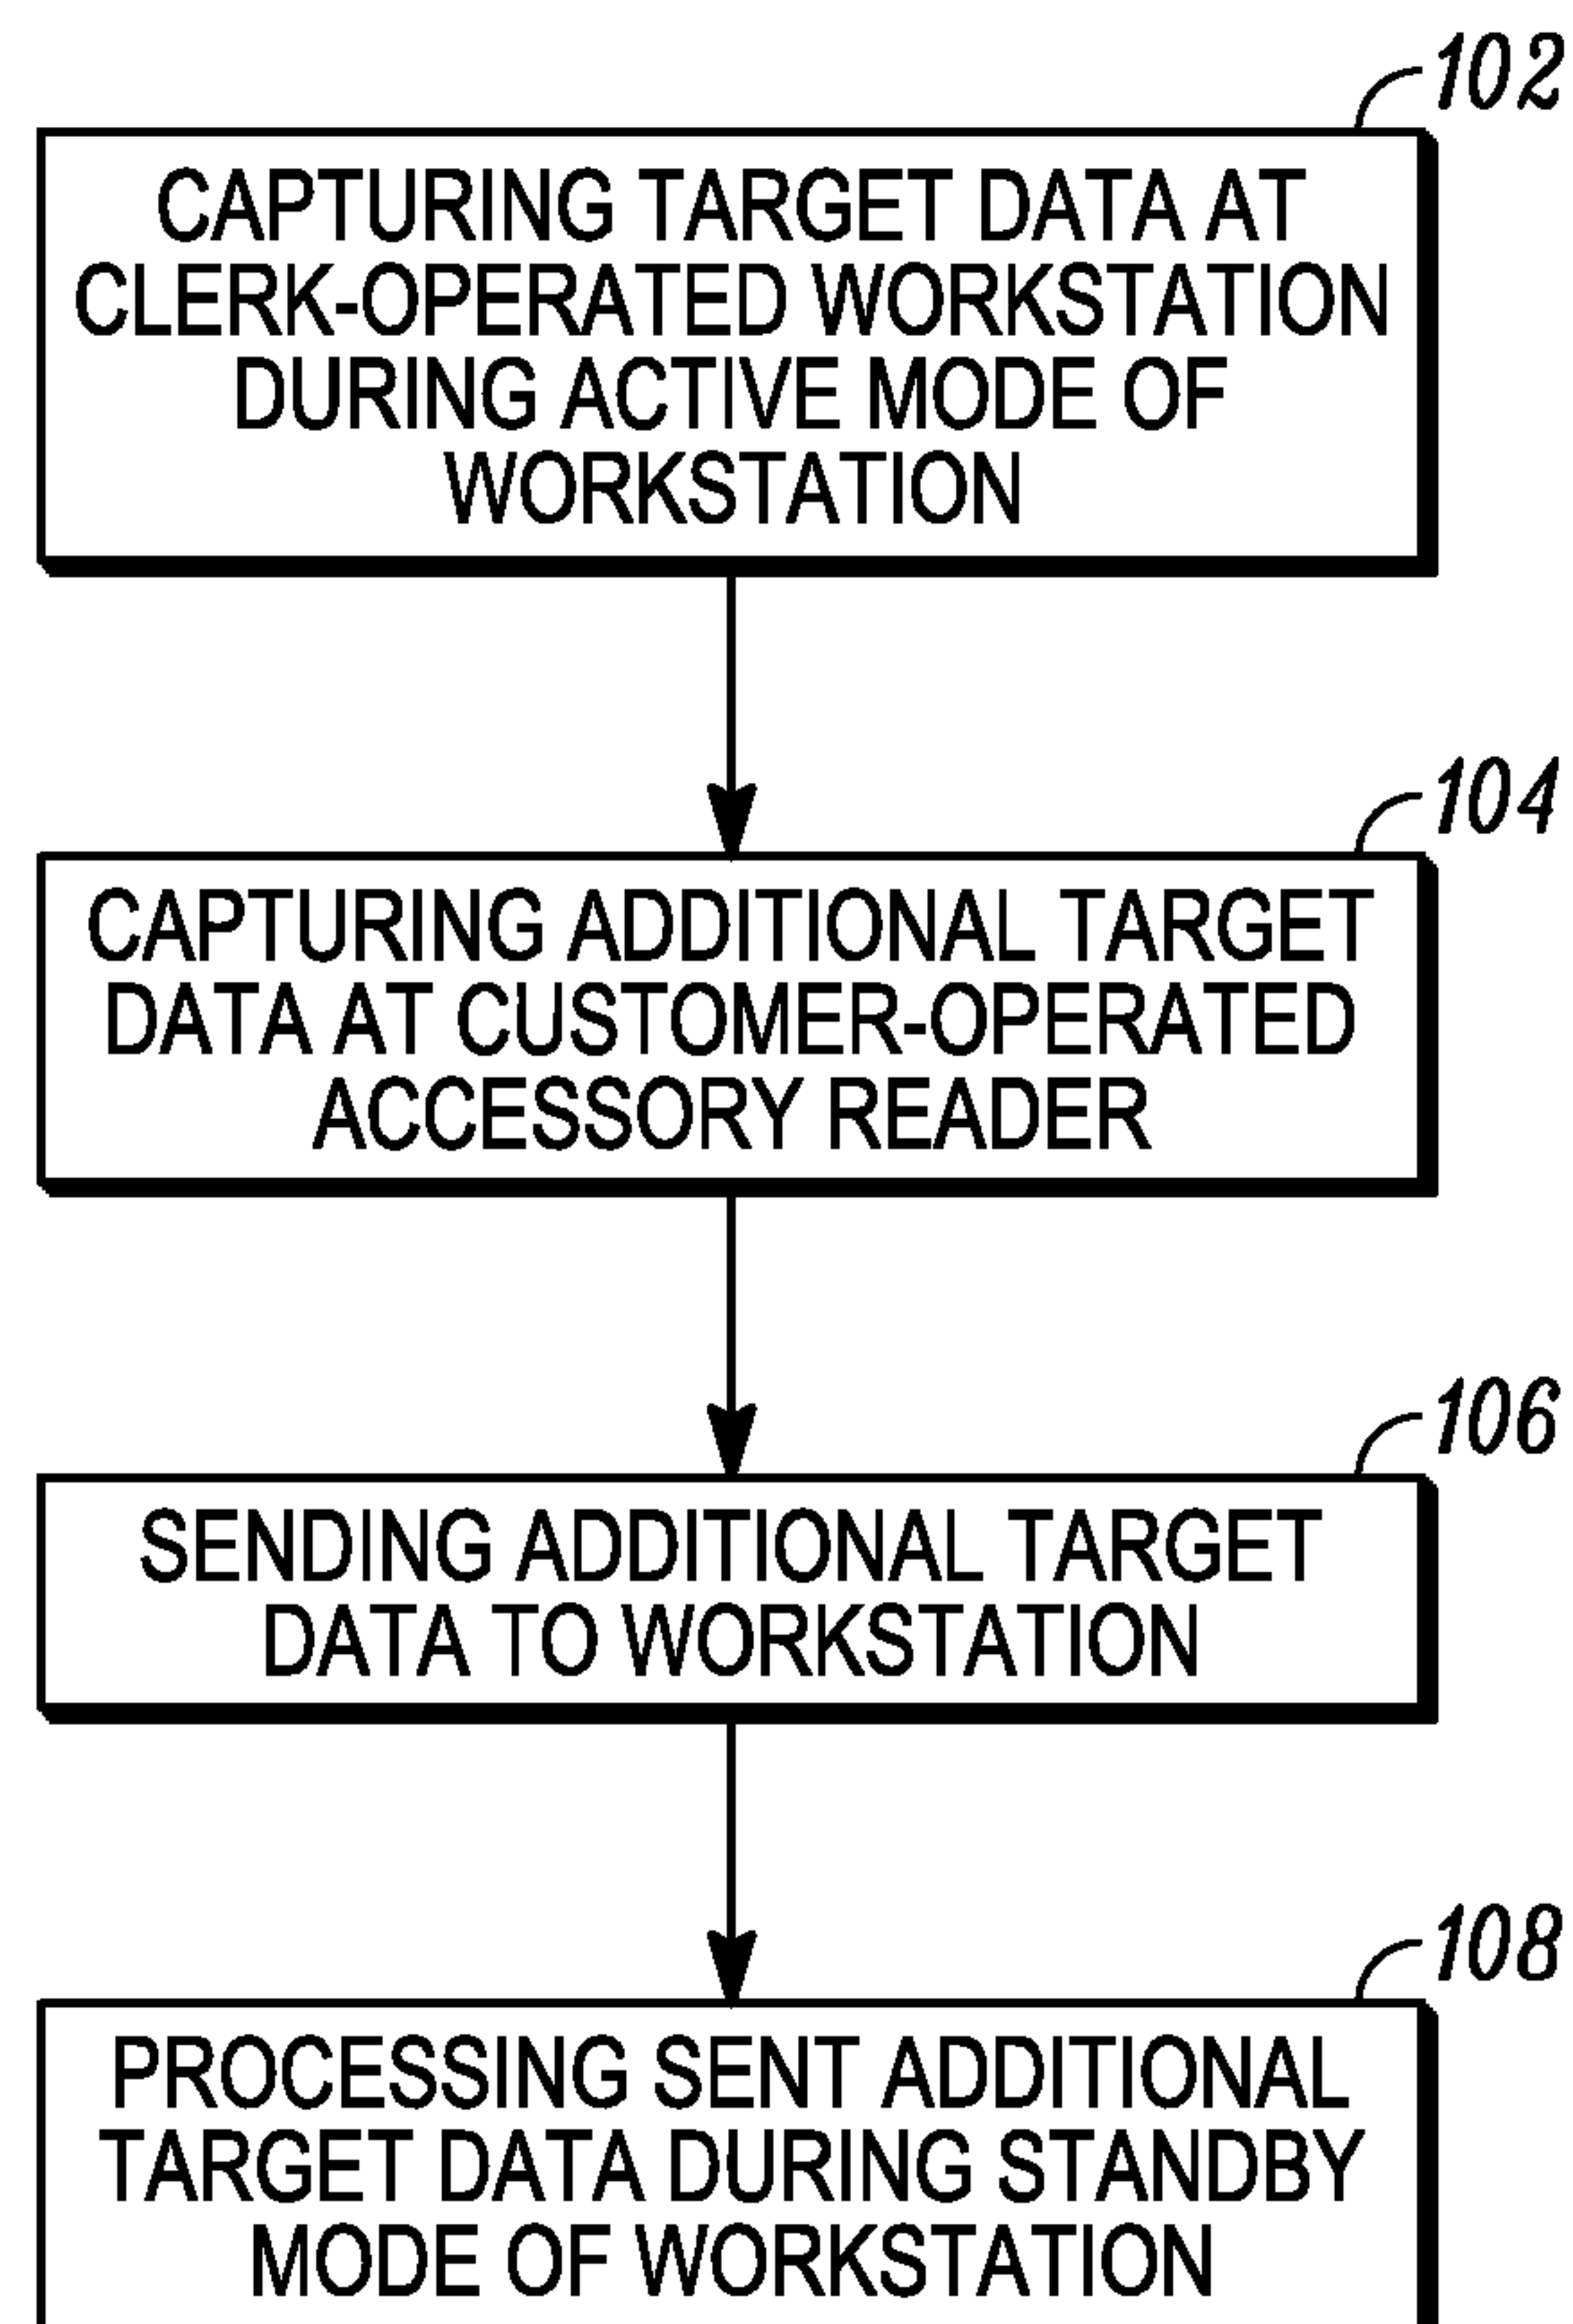 102
CAPTURING TARGET DATA AT
CLERK-OPERATED WORKSTATION
DURING ACTIVE MODE OF
WORKSTATION
104
CAPTURING ADDITIONAL TARGET
DATA AT CUSTOMER-OPERATED
ACCESSORY READER
106
SENDING ADDITIONAL TARGET
DATA TO WORKSTATION
108
PROCESSING SENT ADDITIONAL
TARGET DATA DURING STANDBY
MODE OF WORKSTATION